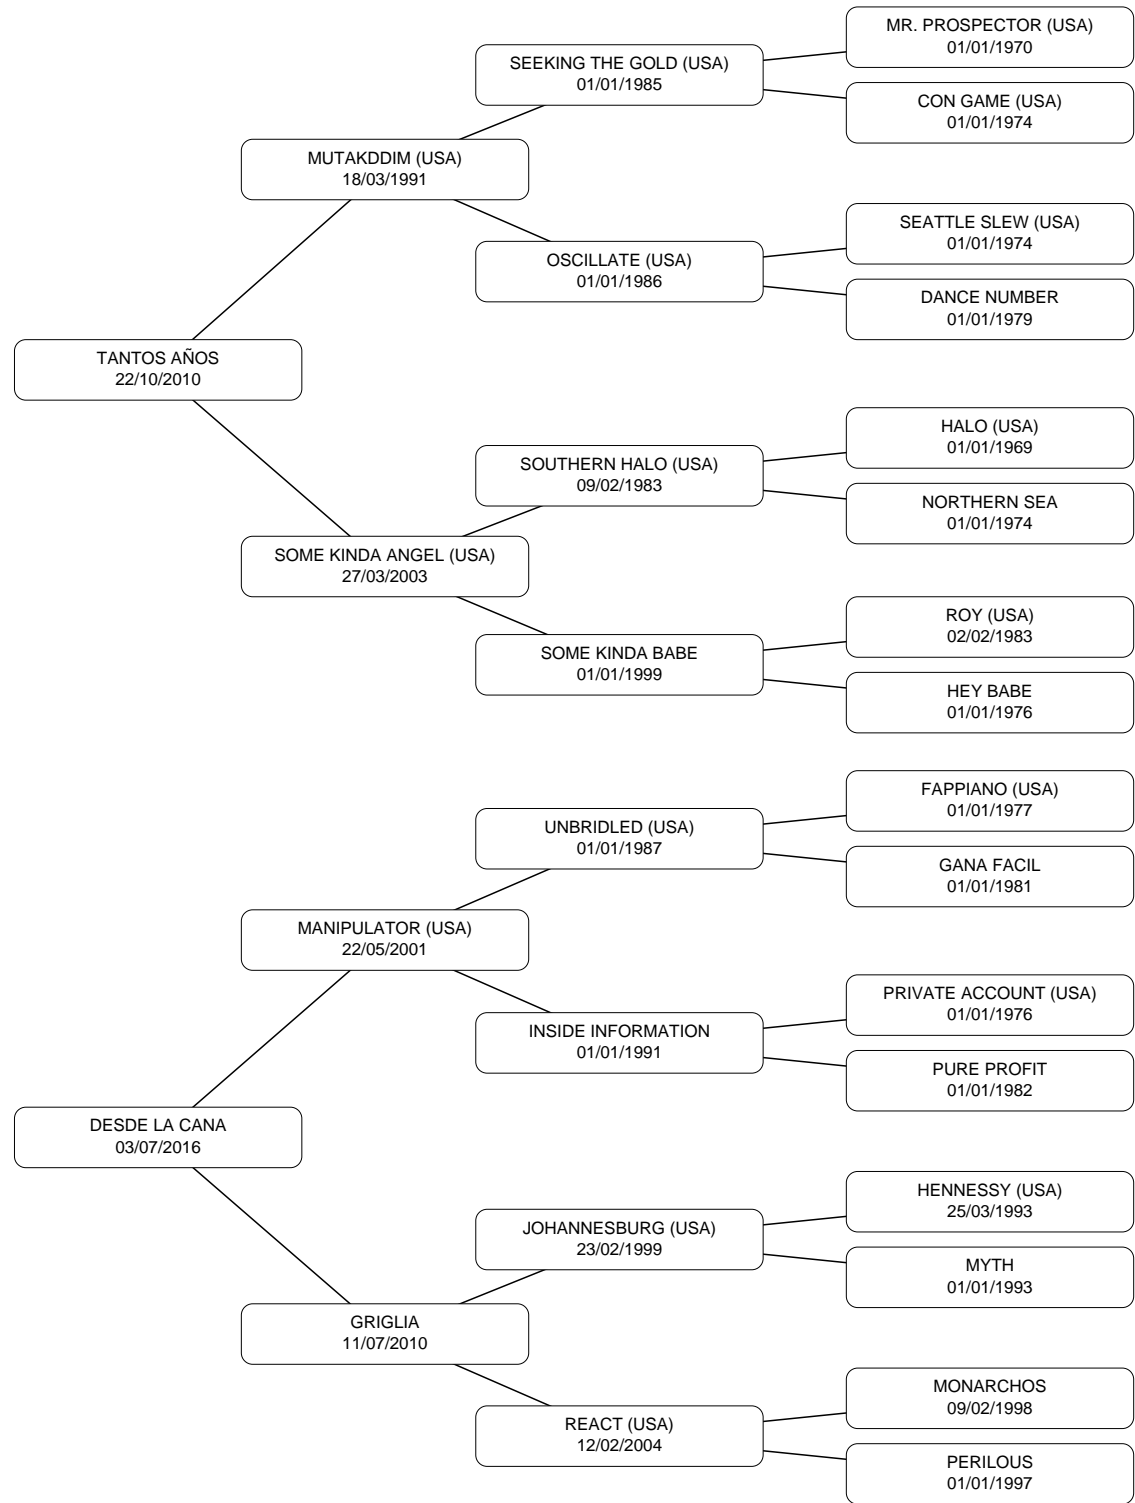 MR. PROSPECTOR (USA)
01/01/1970
SEEKING THE GOLD (USA)
01/01/1985
CON GAME (USA)
01/01/1974
MUTAKDDIM (USA)
18/03/1991
SEATTLE SLEW (USA)
01/01/1974
OSCILLATE (USA)
01/01/1986
DANCE NUMBER
01/01/1979
TANTOS AÑOS
22/10/2010
HALO (USA)
01/01/1969
SOUTHERN HALO (USA)
09/02/1983
NORTHERN SEA
01/01/1974
SOME KINDA ANGEL (USA)
27/03/2003
ROY (USA)
02/02/1983
SOME KINDA BABE
01/01/1999
HEY BABE
01/01/1976
FAPPIANO (USA)
01/01/1977
UNBRIDLED (USA)
01/01/1987
GANA FACIL
01/01/1981
MANIPULATOR (USA)
22/05/2001
PRIVATE ACCOUNT (USA)
01/01/1976
INSIDE INFORMATION
01/01/1991
PURE PROFIT
01/01/1982
DESDE LA CANA
03/07/2016
HENNESSY (USA)
25/03/1993
JOHANNESBURG (USA)
23/02/1999
MYTH
01/01/1993
GRIGLIA
11/07/2010
MONARCHOS
09/02/1998
REACT (USA)
12/02/2004
PERILOUS
01/01/1997